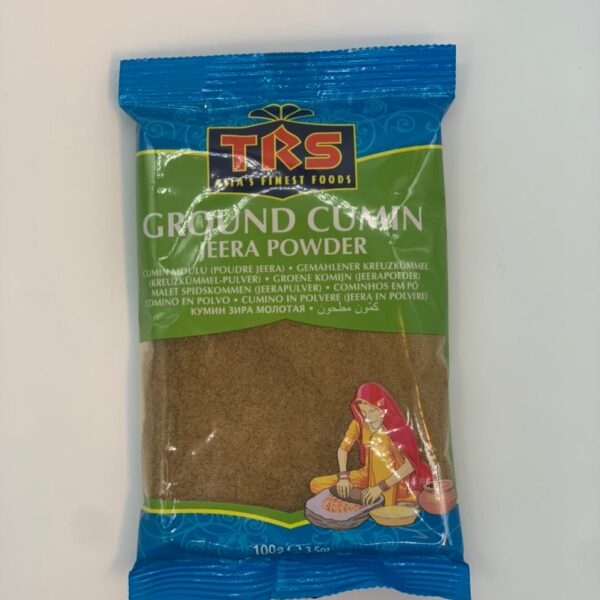 TRS
ASIA'S FINEST FOODS
GROUND CUMIN
JEERA POWDER
CUMIN MOULU (POUDRE JEERA) • GEMAHLENER KREUZKÜMMEL
(KREUZKÜMMEL-PULVER) • GROENE KOMIJN (JEERAPOEDER)
MALET SPIDSKOMMEN (JEERAPULVER) • COMINHOS EM PÓ
COMINO EN POLVO • CUMINO IN POLVERE (JEERA IN POLVERE)
КУМИН ЗИРА МОЛОТАЯ • كمّون مطحون
100g ℮ 3.5oz